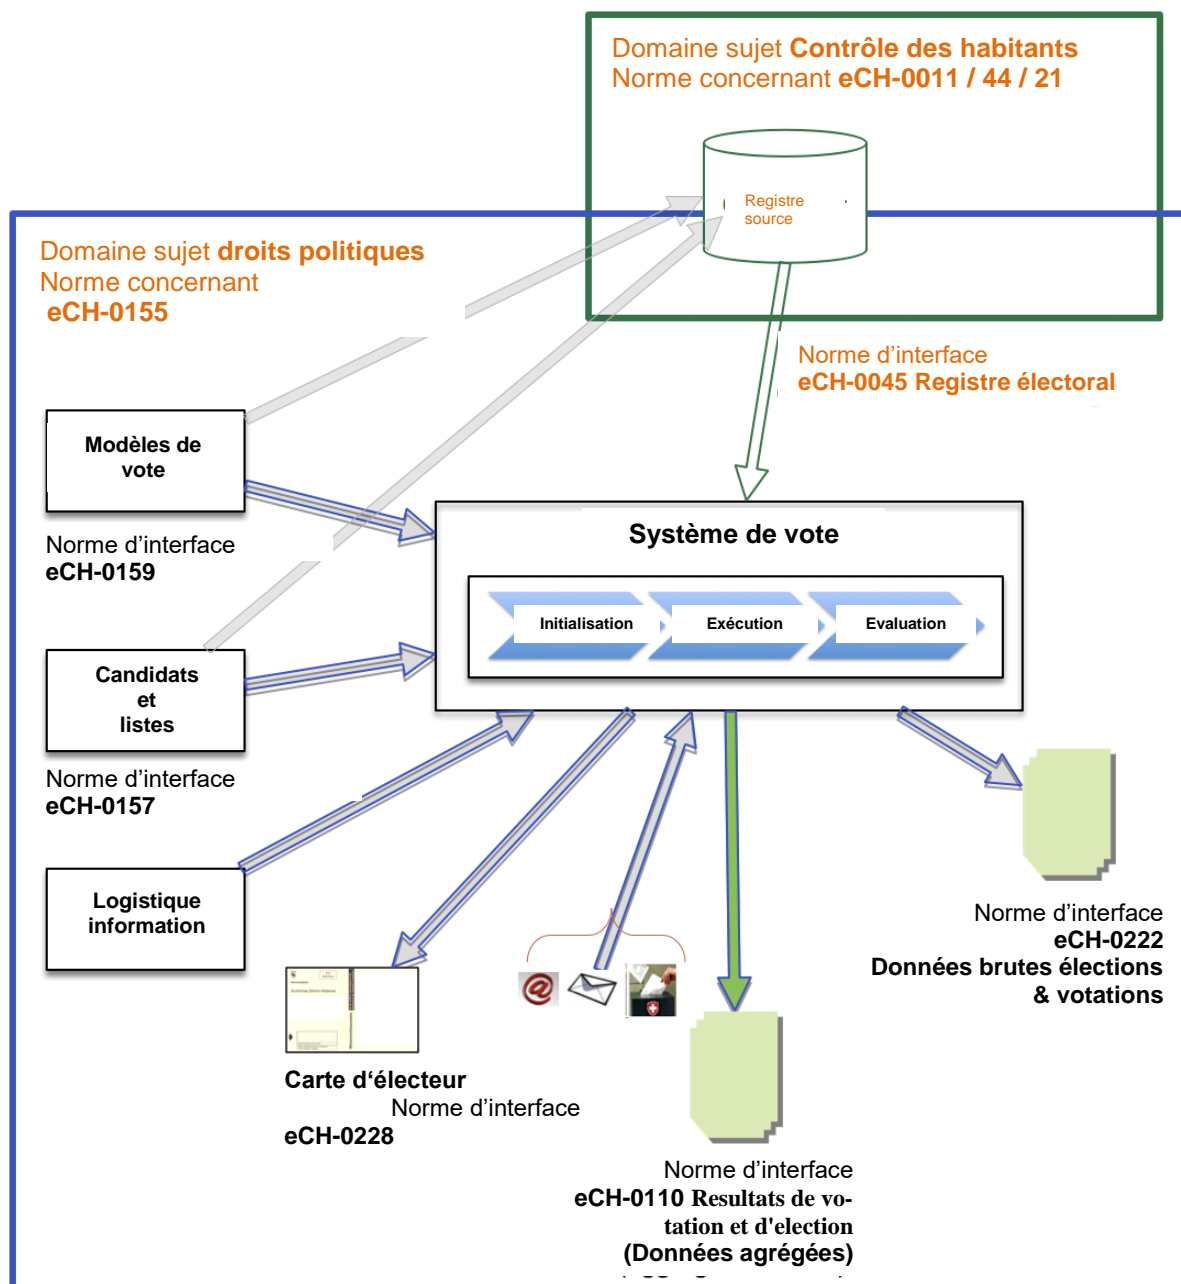 Domaine sujet Contrôle des habitants
Norme concernant eCH-0011 / 44 / 21
Registre
source
Domaine sujet droits politiques
Norme concernant
eCH-0155
Norme d’interface
eCH-0045 Registre électoral
Modèles de
vote
Norme d’interface
eCH-0159
Système de vote
Initialisation
Exécution
Evaluation
Candidats
et
listes
Norme d’interface
eCH-0157
Logistique
information
Norme d’interface
eCH-0222
Données brutes élections
& votations
Carte d‘électeur
Norme d’interface
eCH-0228
Norme d’interface
eCH-0110 Resultats de vo-
tation et d'election
(Données agrégées)